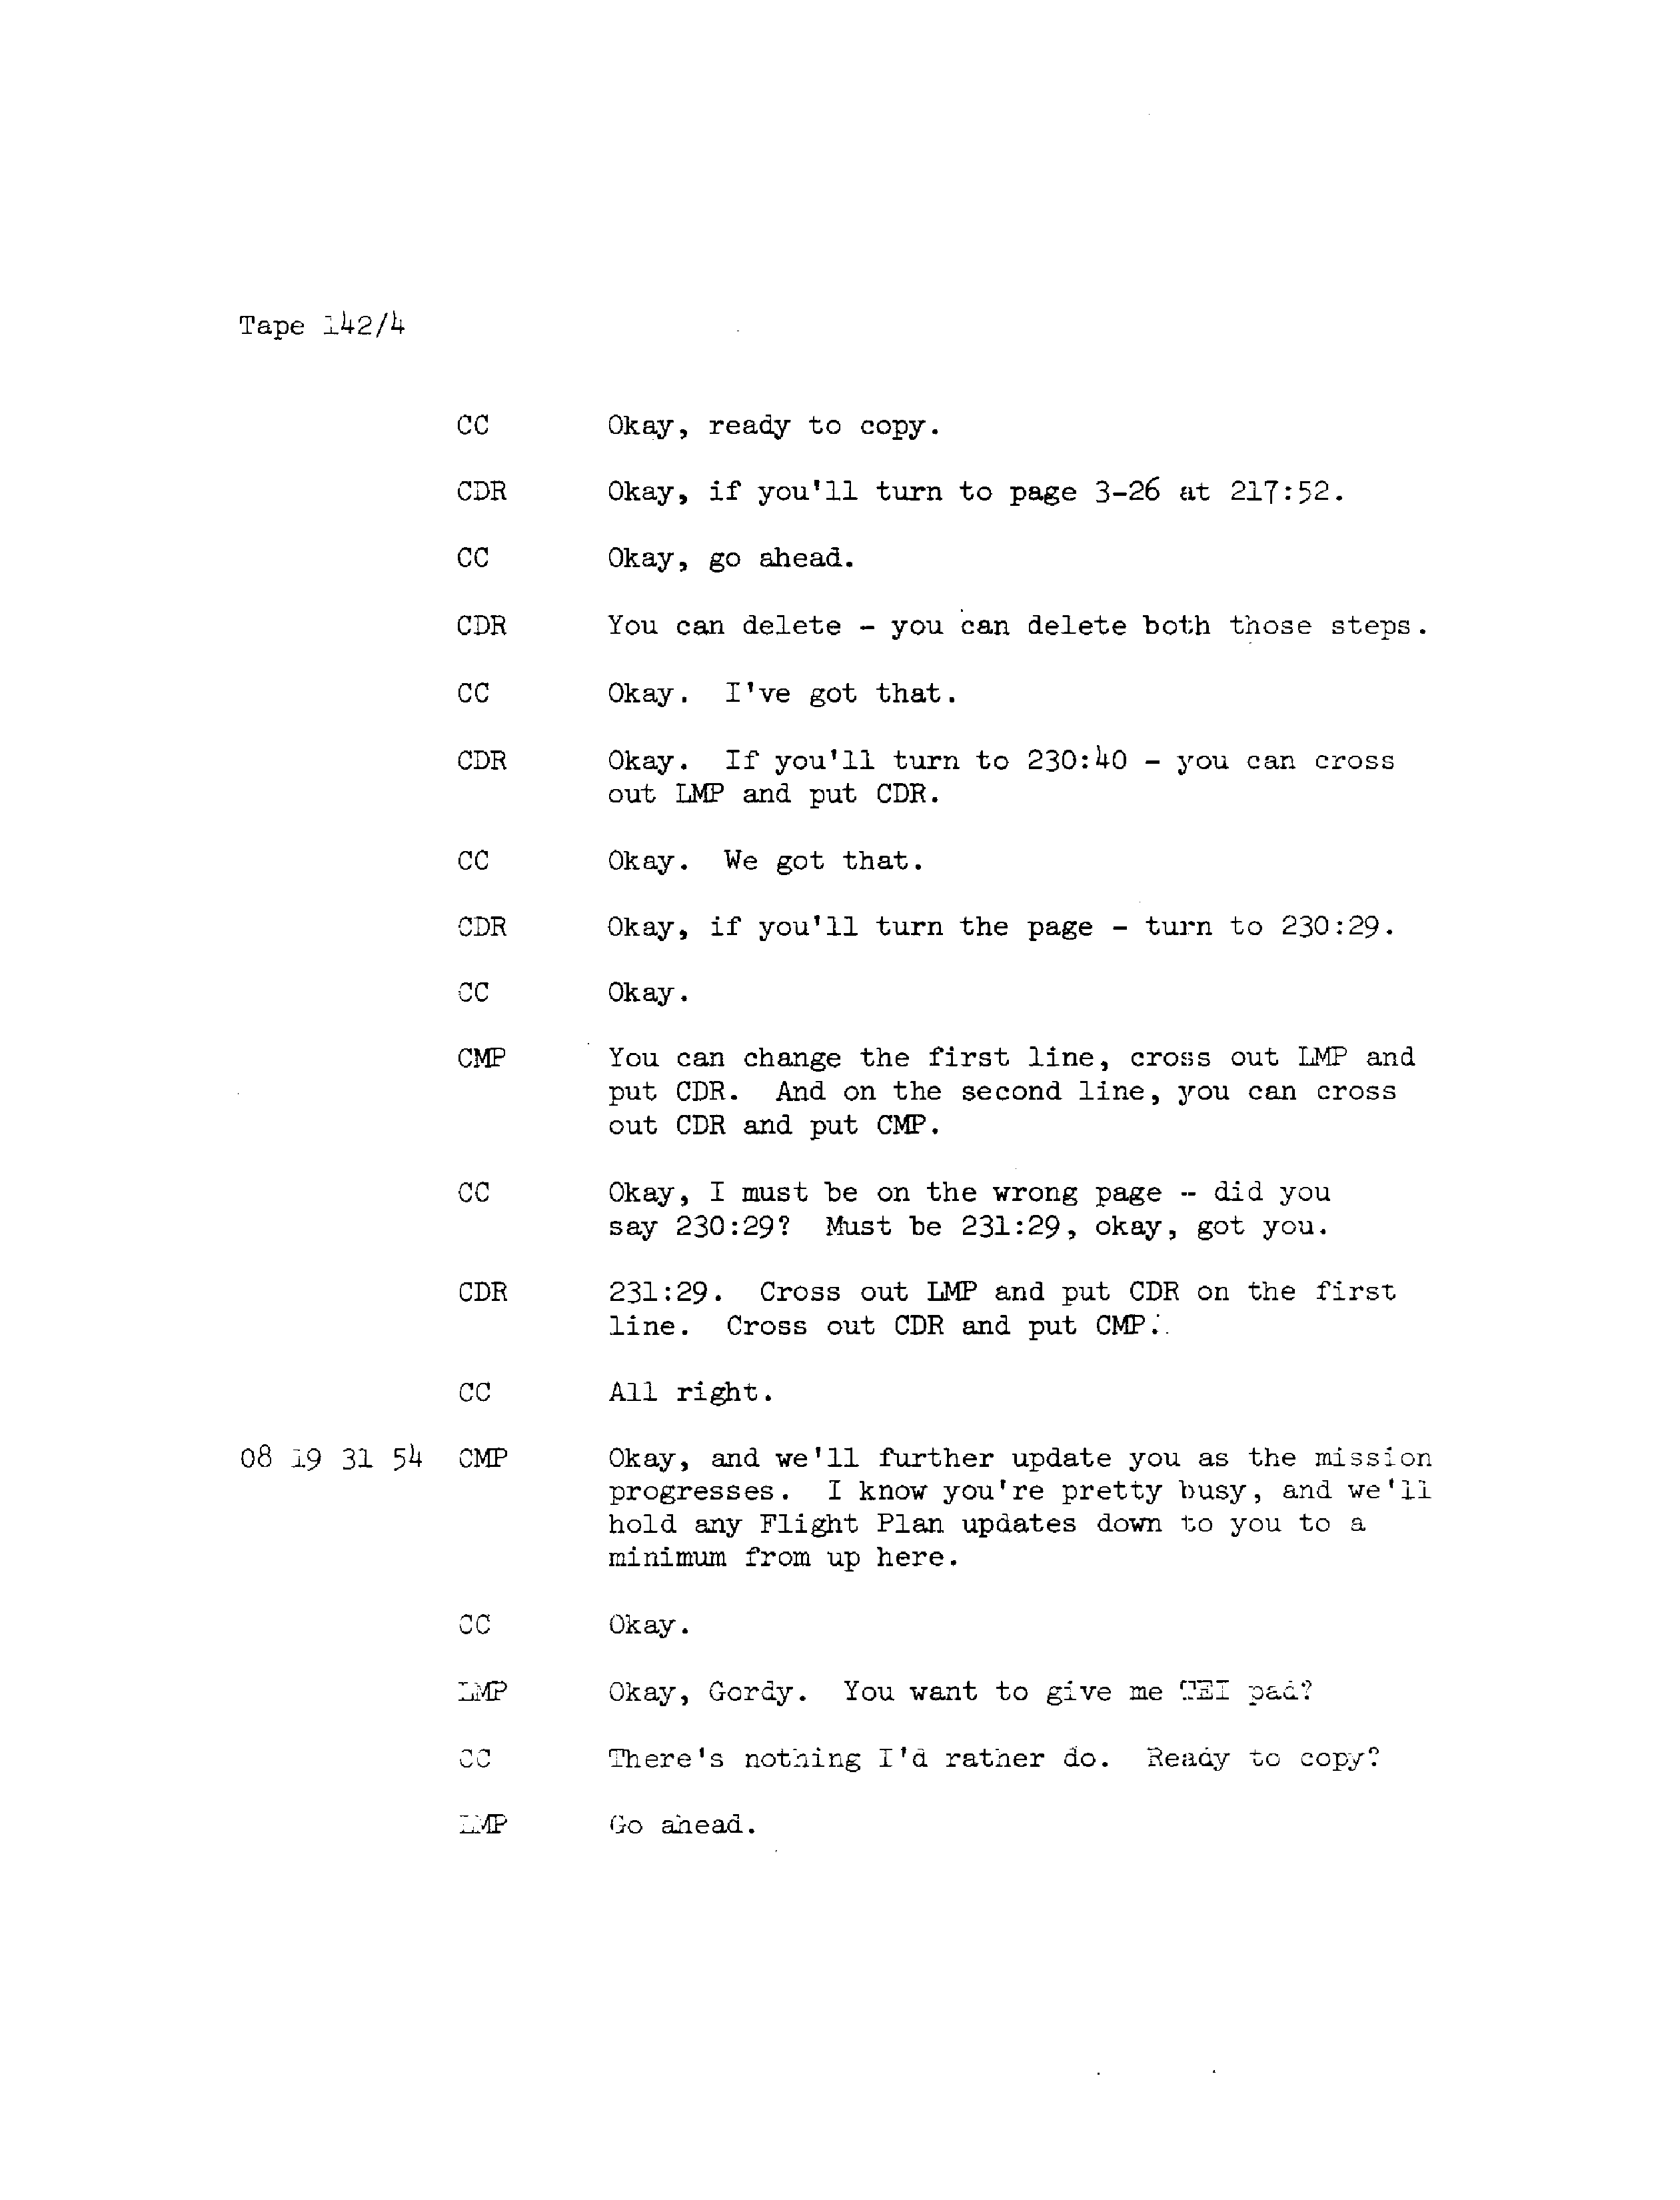 Tape 142/4
CC Okay, ready to copy.
CDR Okay, if you'll turn to page 3-26 at 217:52.
CC Okay, go ahead.
CDR You can delete - you can delete both those steps.
CC Okay. I've got that.
CDR Okay. If you'll turn to 230:40 - you can cross
out LMP and put CDR.
CC Okay. We got that.
CDR Okay, if you'll turn the page - turn to 230:29.
CC Okay.
CMP You can change the first line, cross out LMP and
put CDR. And on the second line, you can cross
out CDR and put CMP.
CC Okay, I must be on the wrong page -- did you
say 230:29? Must be 231:29, okay, got you.
CDR 231:29. Cross out LMP and put CDR on the first
line. Cross out CDR and put CMP.
CC All right.
08 19 31 54 CMP Okay, and we'll further update you as the mission
progresses. I know you're pretty busy, and we'll
hold any Flight Plan updates down to you to a
minimum from up here.
CC Okay.
LMP Okay, Gordy. You want to give me TEI pad?
CC There's nothing I'd rather do. Ready to copy?
LMP Go ahead.